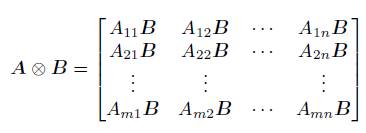 A₁₁B A₁₂B ⋯ A₁ₙB
A₂₁B A₂₂B ⋯ A₂ₙB
A ⊗ B =
⋮ ⋮ ⋮
Aₘ₁B Aₘ₂B ⋯ AₘₙB